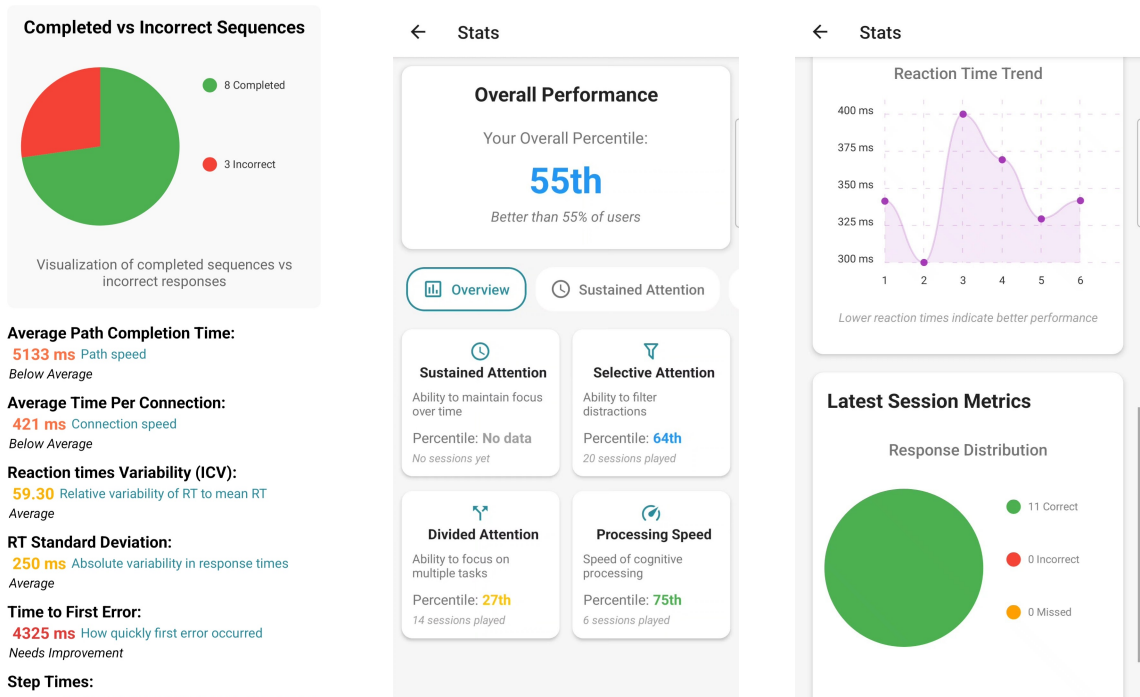 Completed vs Incorrect Sequences
8 Completed
3 Incorrect
Visualization of completed sequences vs
incorrect responses
Average Path Completion Time:
5133 ms Path speed
Below Average
Average Time Per Connection:
421 ms Connection speed
Below Average
Reaction times Variability (ICV):
59.30 Relative variability of RT to mean RT
Average
RT Standard Deviation:
250 ms Absolute variability in response times
Average
Time to First Error:
4325 ms How quickly first error occurred
Needs Improvement
Step Times:
Stats
Overall Performance
Your Overall Percentile:
55th
Better than 55% of users
Overview
Sustained Attention
Sustained Attention
Ability to maintain focus
over time
Percentile: No data
No sessions yet
Selective Attention
Ability to filter
distractions
Percentile: 64th
20 sessions played
Divided Attention
Ability to focus on
multiple tasks
Percentile: 27th
14 sessions played
Processing Speed
Speed of cognitive
processing
Percentile: 75th
6 sessions played
Stats
Reaction Time Trend
400 ms
375 ms
350 ms
325 ms
300 ms
1 2 3 4 5 6
Lower reaction times indicate better performance
Latest Session Metrics
Response Distribution
11 Correct
0 Incorrect
0 Missed